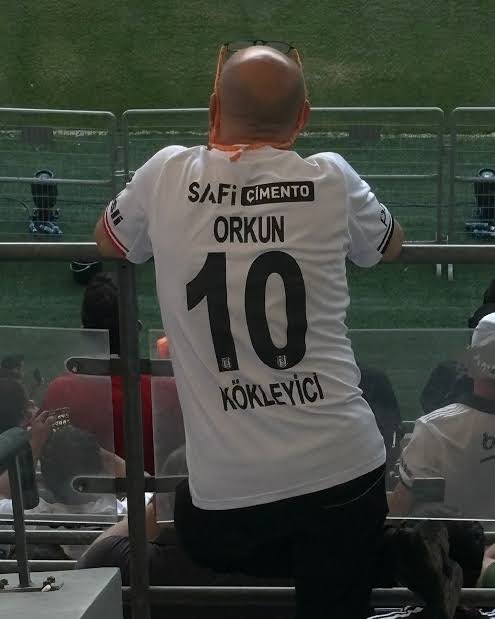 SAFi ÇİMENTO
ORKUN
10
KÖKLEYİCİ